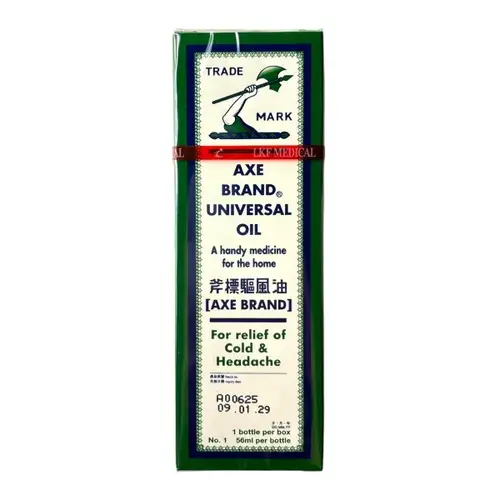 TRADE
MARK
LKF MEDICAL
AXE
BRAND®
UNIVERSAL
OIL
A handy medicine
for the home
斧標驅風油
[AXE BRAND]
For relief of
Cold &
Headache
A00625
09.01.29
1 bottle per box
No. 1 56ml per bottle